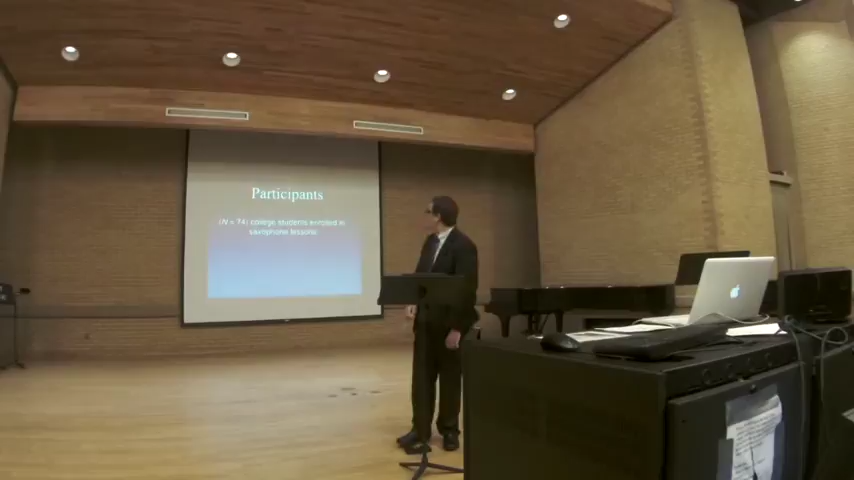 Participants
(N = 74) college students enrolled in
saxophone lessons